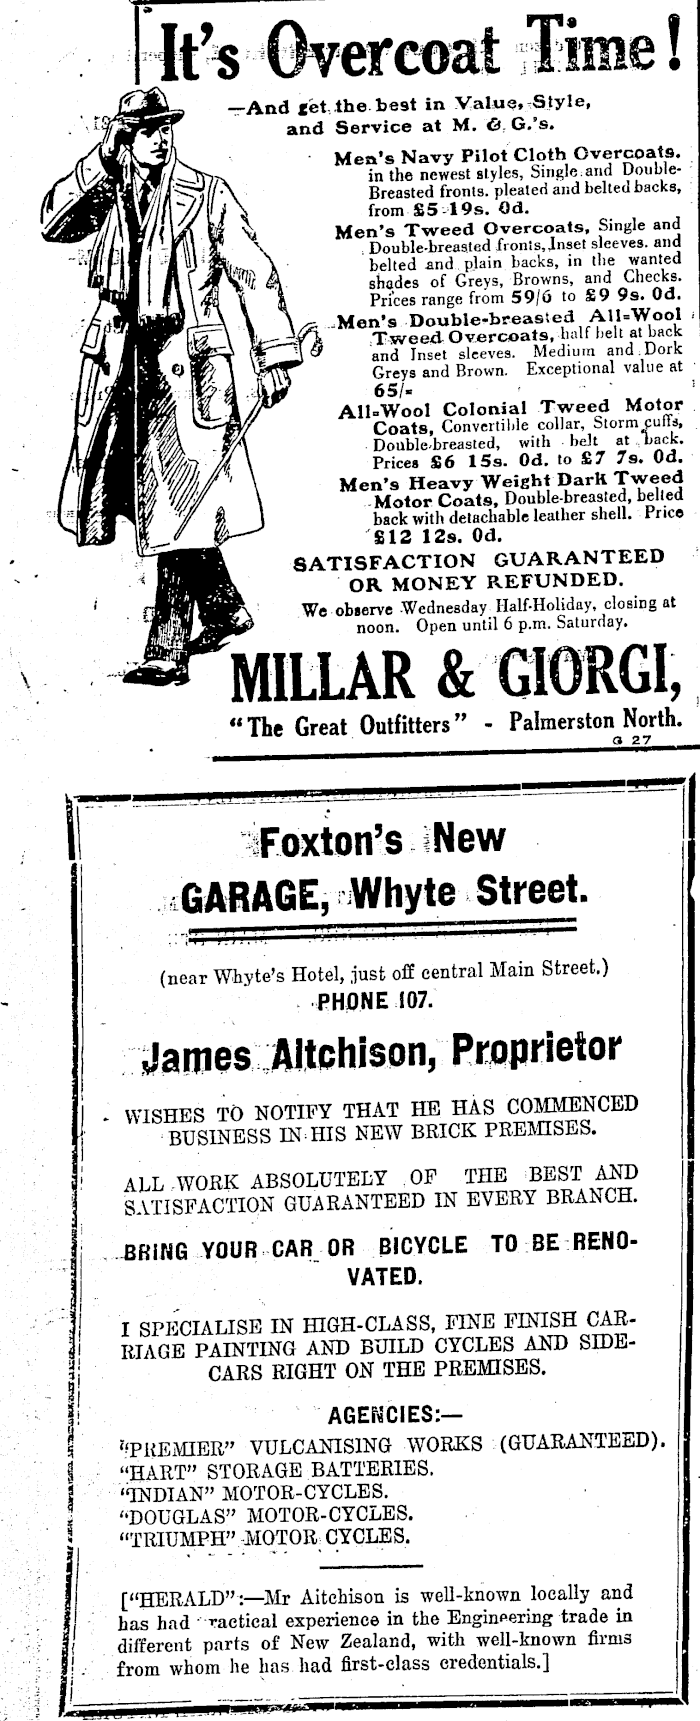 It's Overcoat Time!
—And get the best in Value, Style,
and Service at M. & G.'s.
Men's Navy Pilot Cloth Overcoats.
in the newest styles, Single and Double-
Breasted fronts. pleated and belted backs,
from £5 19s. 0d.
Men's Tweed Overcoats, Single and
Double-breasted fronts, Inset sleeves. and
belted and plain backs, in the wanted
shades of Greys, Browns, and Checks.
Prices range from 59/6 to £9 9s. 0d.
Men's Double-breasted All-Wool
Tweed Overcoats, half belt at back
and Inset sleeves. Medium and Dork
Greys and Brown. Exceptional value at
65/-
All-Wool Colonial Tweed Motor
Coats, Convertible collar, Storm cuffs,
Double-breasted, with belt at back.
Prices £6 15s. 0d. to £7 7s. 0d.
Men's Heavy Weight Dark Tweed
Motor Coats, Double-breasted, belted
back with detachable leather shell. Price
£12 12s. 0d.
SATISFACTION GUARANTEED
OR MONEY REFUNDED.
We observe Wednesday Half-Holiday, closing at
noon. Open until 6 p.m. Saturday.
MILLAR & GIORGI,
"The Great Outfitters" - Palmerston North.
G 27
Foxton's New
GARAGE, Whyte Street.
(near Whyte's Hotel, just off central Main Street.)
PHONE 107.
James Aitchison, Proprietor
WISHES TO NOTIFY THAT HE HAS COMMENCED
BUSINESS IN HIS NEW BRICK PREMISES.
ALL WORK ABSOLUTELY OF THE BEST AND
SATISFACTION GUARANTEED IN EVERY BRANCH.
BRING YOUR CAR OR BICYCLE TO BE RENO-
VATED.
I SPECIALISE IN HIGH-CLASS, FINE FINISH CAR-
RIAGE PAINTING AND BUILD CYCLES AND SIDE-
CARS RIGHT ON THE PREMISES.
AGENCIES:—
"PREMIER" VULCANISING WORKS (GUARANTEED).
"HART" STORAGE BATTERIES.
"INDIAN" MOTOR-CYCLES.
"DOUGLAS" MOTOR-CYCLES.
"TRIUMPH" MOTOR CYCLES.
["HERALD":—Mr Aitchison is well-known locally and
has had ractical experience in the Engineering trade in
different parts of New Zealand, with well-known firms
from whom he has had first-class credentials.]